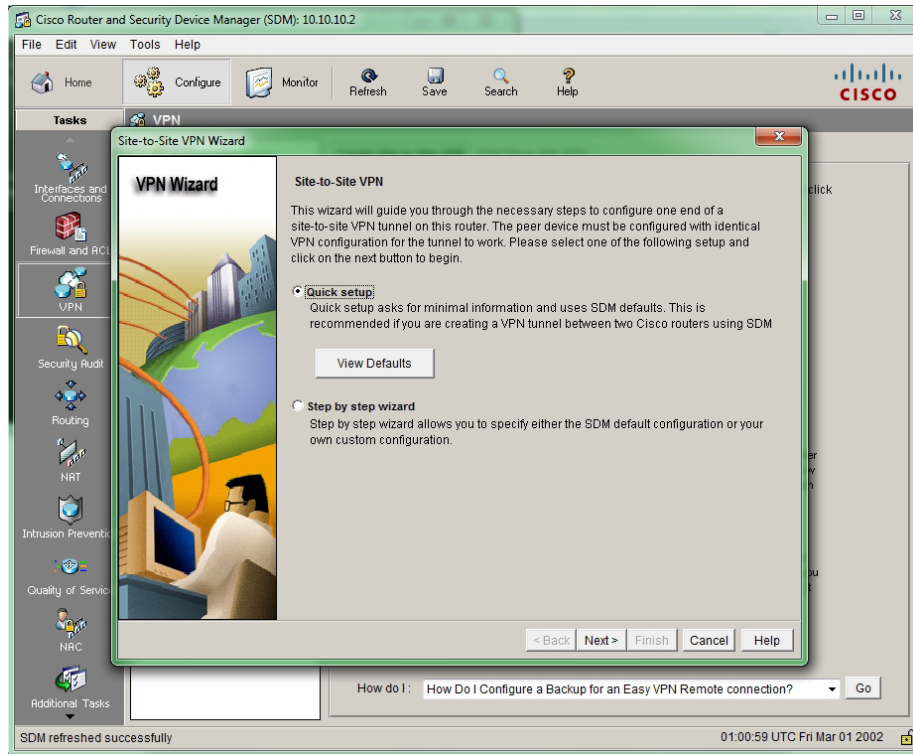 Cisco Router and Security Device Manager (SDM): 10.10.10.2
File Edit View Tools Help
Home
Configure
Monitor
Refresh
Save
Search
Help
CISCO
Tasks
VPN
Interfaces and
Connections
Firewall and ACL
VPN
Security Audit
Routing
NAT
Intrusion Preventio
Quality of Servic
NAC
Additional Tasks
Site-to-Site VPN Wizard
VPN Wizard
Site-to-Site VPN
This wizard will guide you through the necessary steps to configure one end of a
site-to-site VPN tunnel on this router. The peer device must be configured with identical
VPN configuration for the tunnel to work. Please select one of the following setup and
click on the next button to begin.
Quick setup
Quick setup asks for minimal information and uses SDM defaults. This is
recommended if you are creating a VPN tunnel between two Cisco routers using SDM
View Defaults
Step by step wizard
Step by step wizard allows you to specify either the SDM default configuration or your
own custom configuration.
< Back Next > Finish Cancel Help
click
How do I : How Do I Configure a Backup for an Easy VPN Remote connection? Go
SDM refreshed successfully
01:00:59 UTC Fri Mar 01 2002